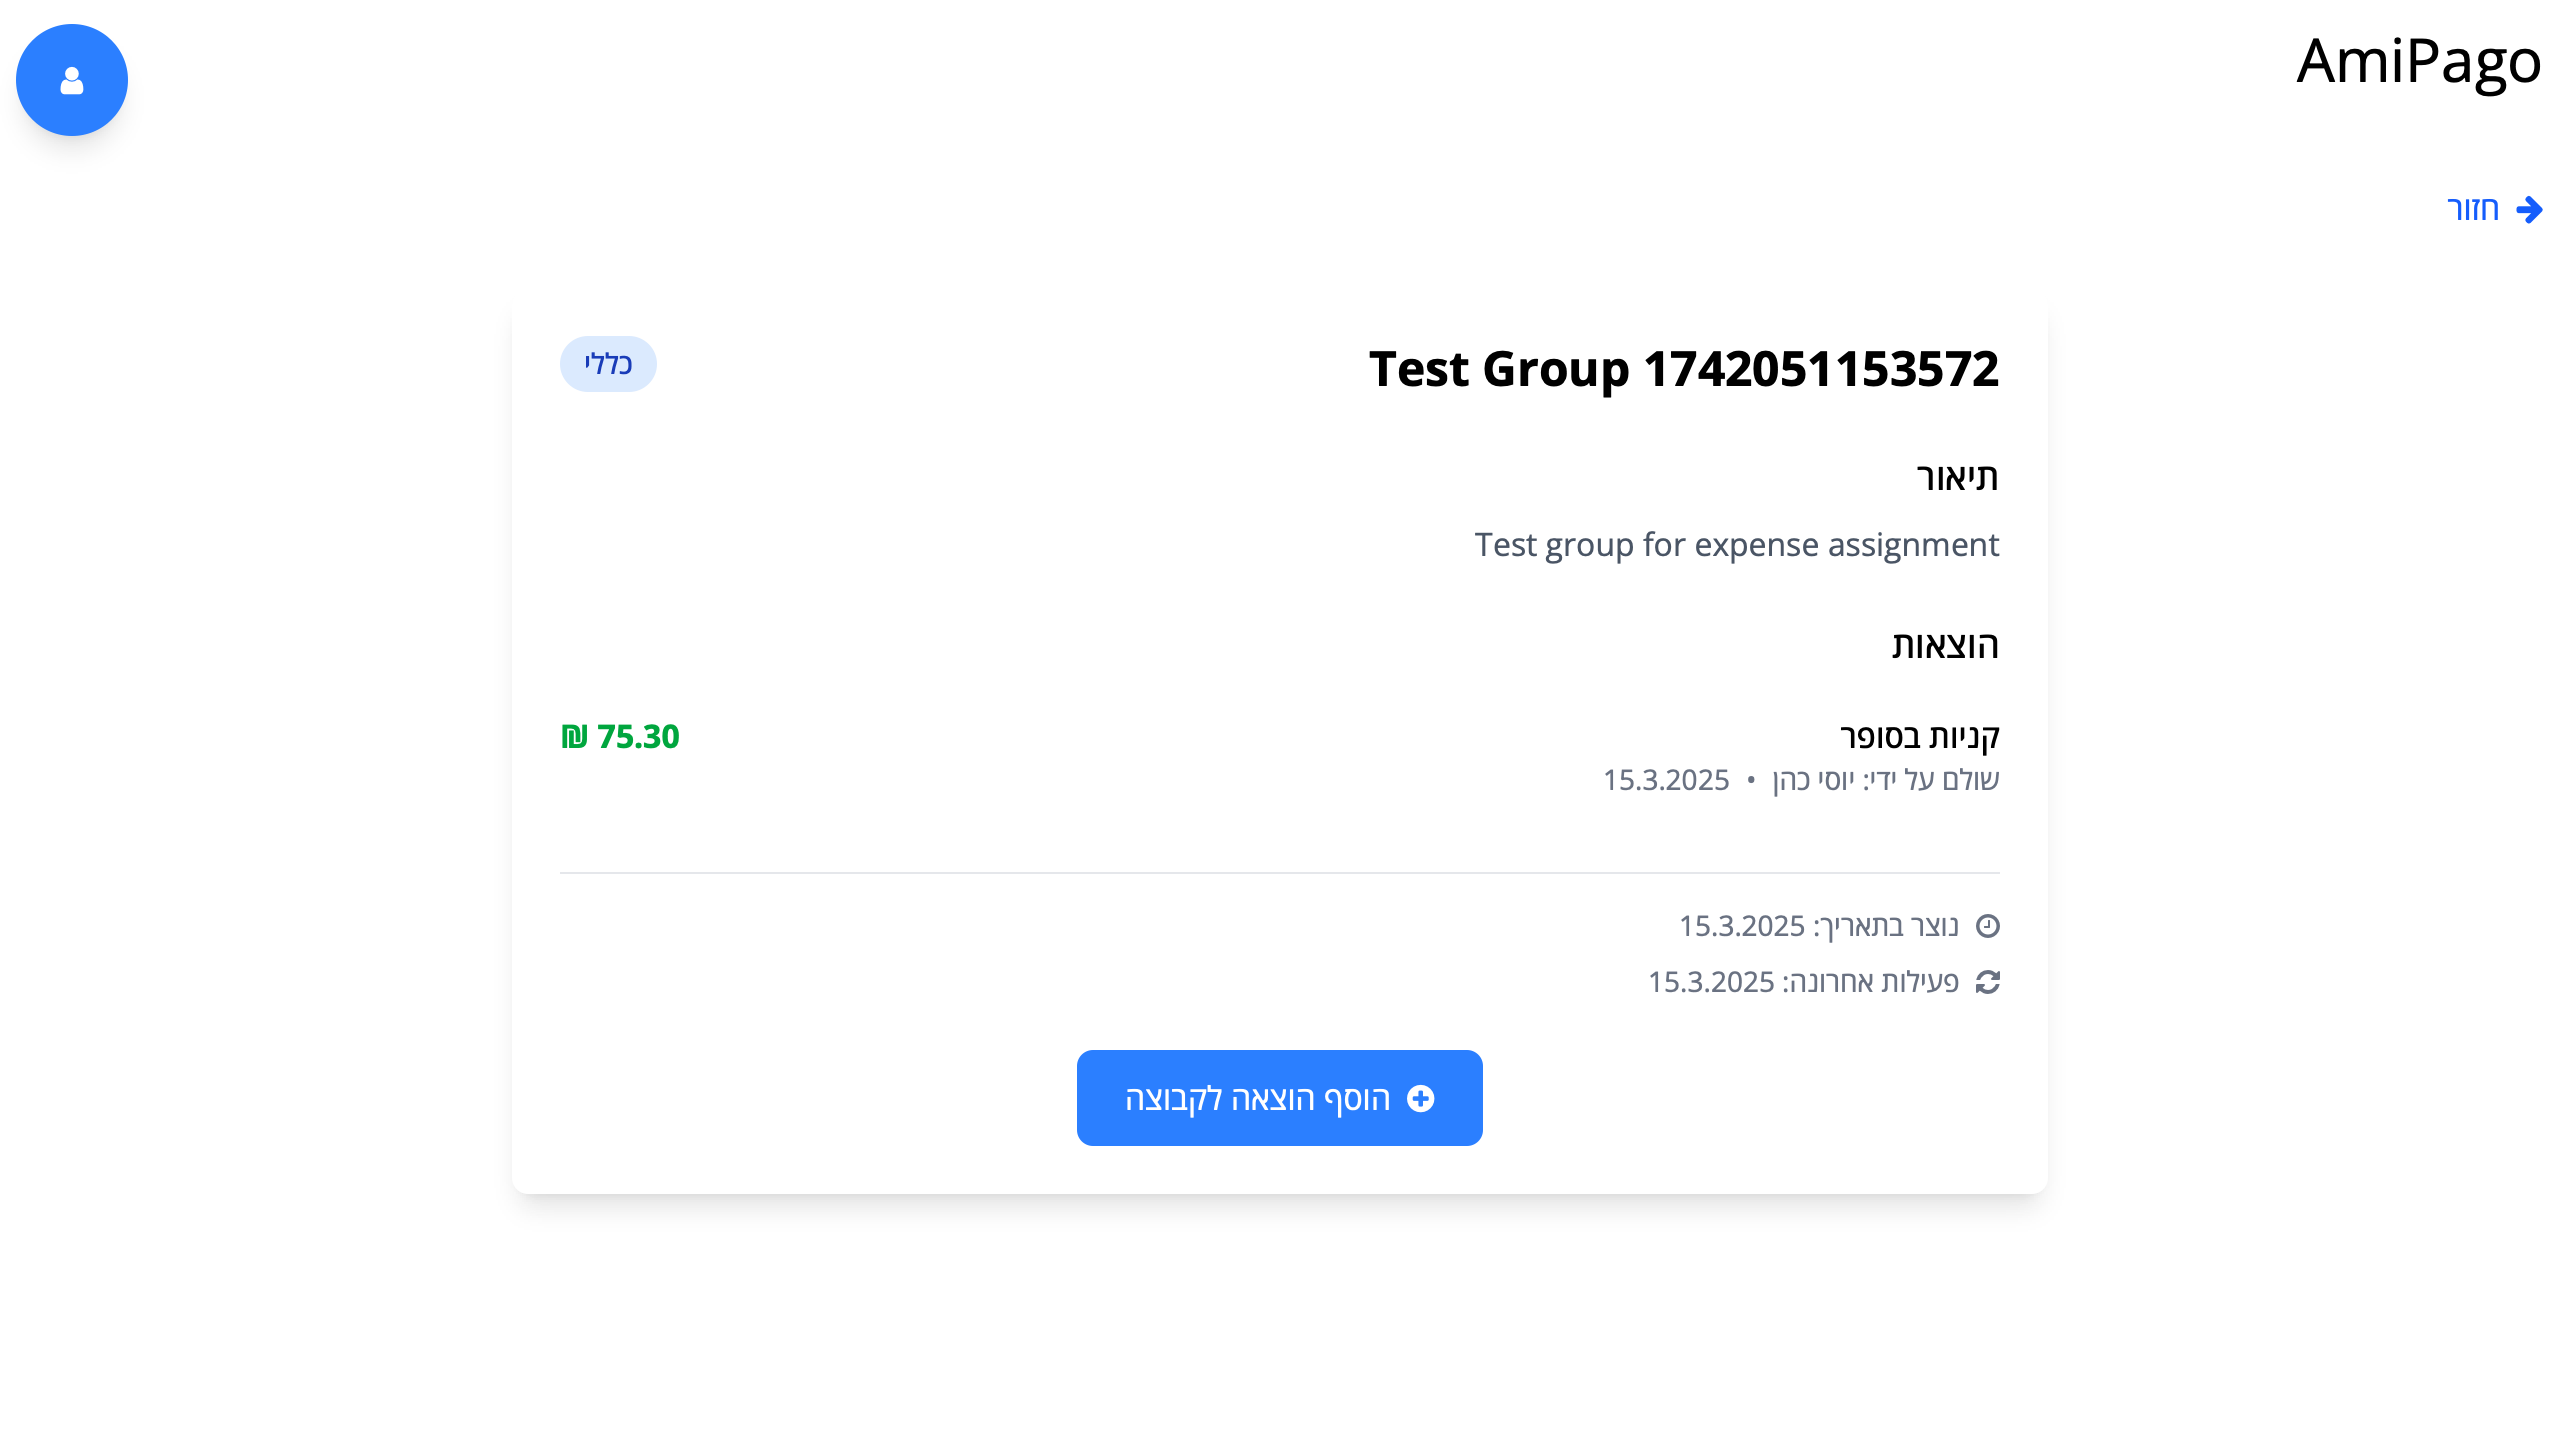 AmiPago
חזור
Test Group 1742051153572
כללי
תיאור
Test group for expense assignment
הוצאות
קניות בסופר
75.30 ₪
שולם על ידי: יוסי כהן • 15.3.2025
נוצר בתאריך: 15.3.2025
פעילות אחרונה: 15.3.2025
הוסף הוצאה לקבוצה